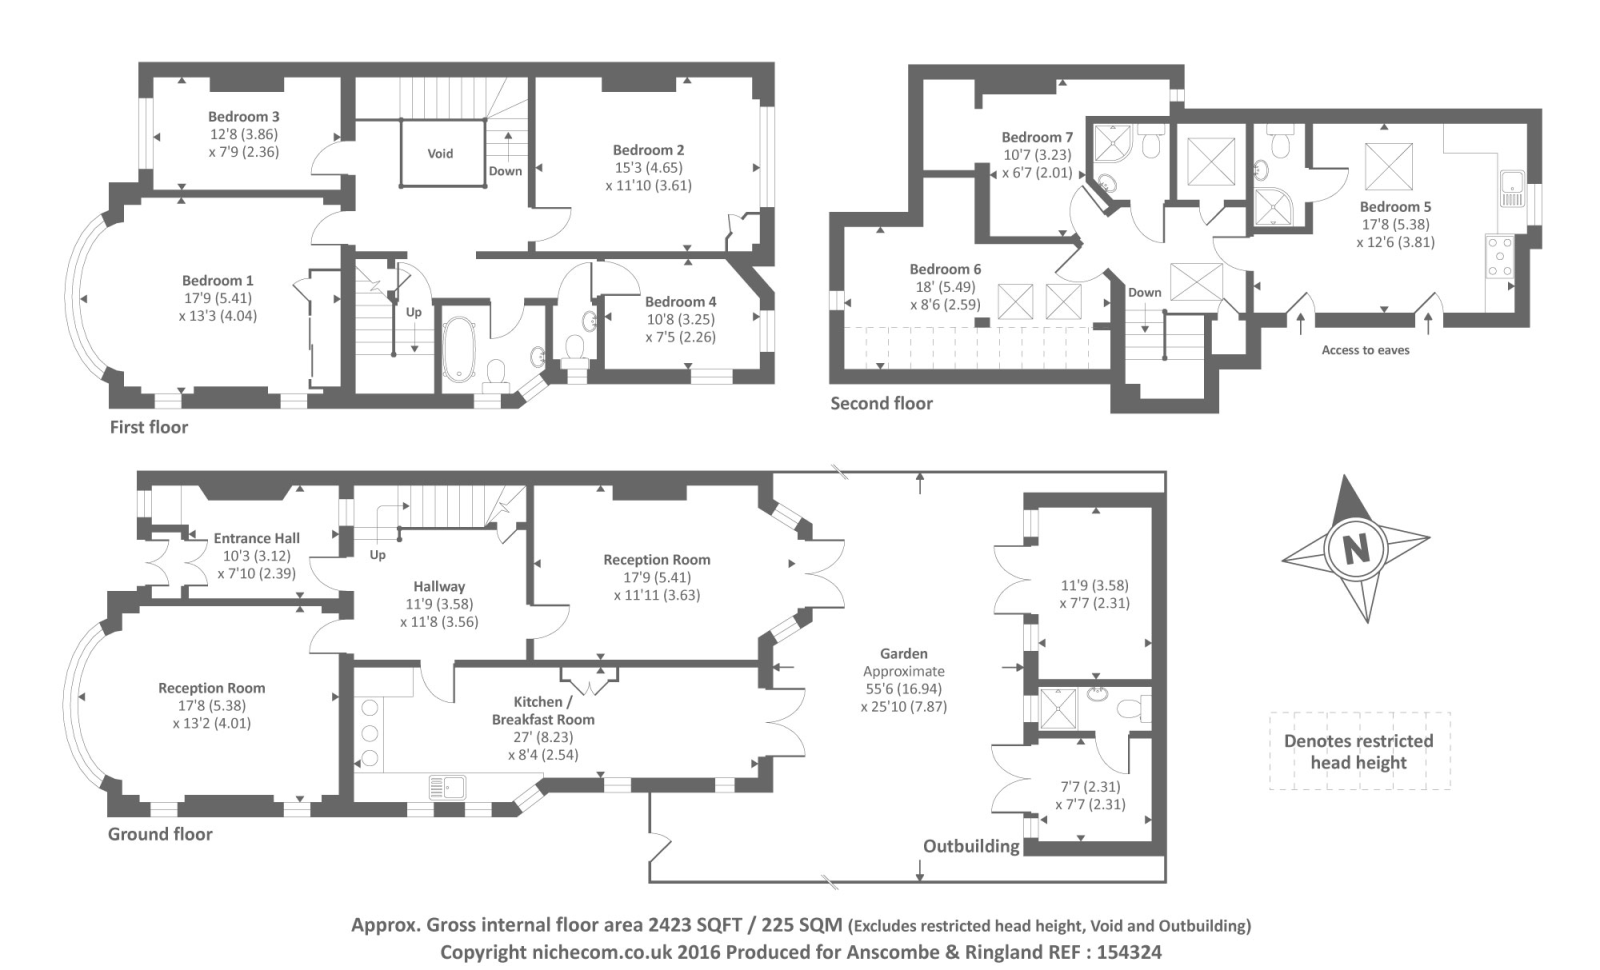 Bedroom 3
12'8 (3.86)
x 7'9 (2.36)
Void
Down
Bedroom 2
15'3 (4.65)
x 11'10 (3.61)
Bedroom 1
17'9 (5.41)
x 13'3 (4.04)
Up
Bedroom 4
10'8 (3.25)
x 7'5 (2.26)
First floor
Bedroom 7
10'7 (3.23)
x 6'7 (2.01)
Bedroom 5
17'8 (5.38)
x 12'6 (3.81)
Bedroom 6
18' (5.49)
x 8'6 (2.59)
Down
Access to eaves
Second floor
Entrance Hall
10'3 (3.12)
x 7'10 (2.39)
Up
Hallway
11'9 (3.58)
x 11'8 (3.56)
Reception Room
17'9 (5.41)
x 11'11 (3.63)
Reception Room
17'8 (5.38)
x 13'2 (4.01)
Kitchen /
Breakfast Room
27' (8.23)
x 8'4 (2.54)
Garden
Approximate
55'6 (16.94)
x 25'10 (7.87)
11'9 (3.58)
x 7'7 (2.31)
7'7 (2.31)
x 7'7 (2.31)
Outbuilding
Ground floor
N
Denotes restricted
head height
Approx. Gross internal floor area 2423 SQFT / 225 SQM (Excludes restricted head height, Void and Outbuilding)
Copyright nichecom.co.uk 2016 Produced for Anscombe & Ringland REF : 154324